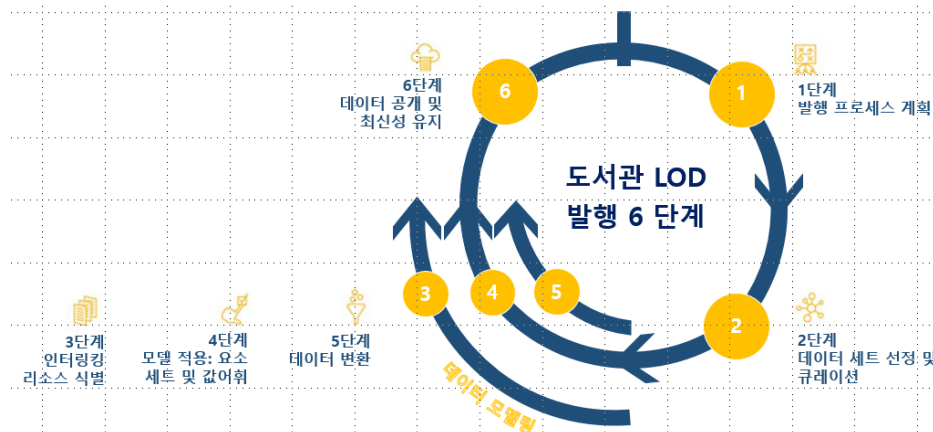 도서관 LOD
발행 6 단계
1
1단계
발행 프로세스 계획
2
2단계
데이터 세트 선정 및
큐레이션
3
3단계
인터링킹
리소스 식별
4
4단계
모델 적용: 요소
세트 및 값어휘
5
5단계
데이터 변환
데이터 모델링
6
6단계
데이터 공개 및
최신성 유지